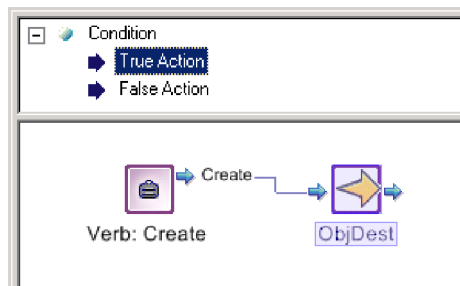 Condition
True Action
False Action
Create
Verb: Create
ObjDest